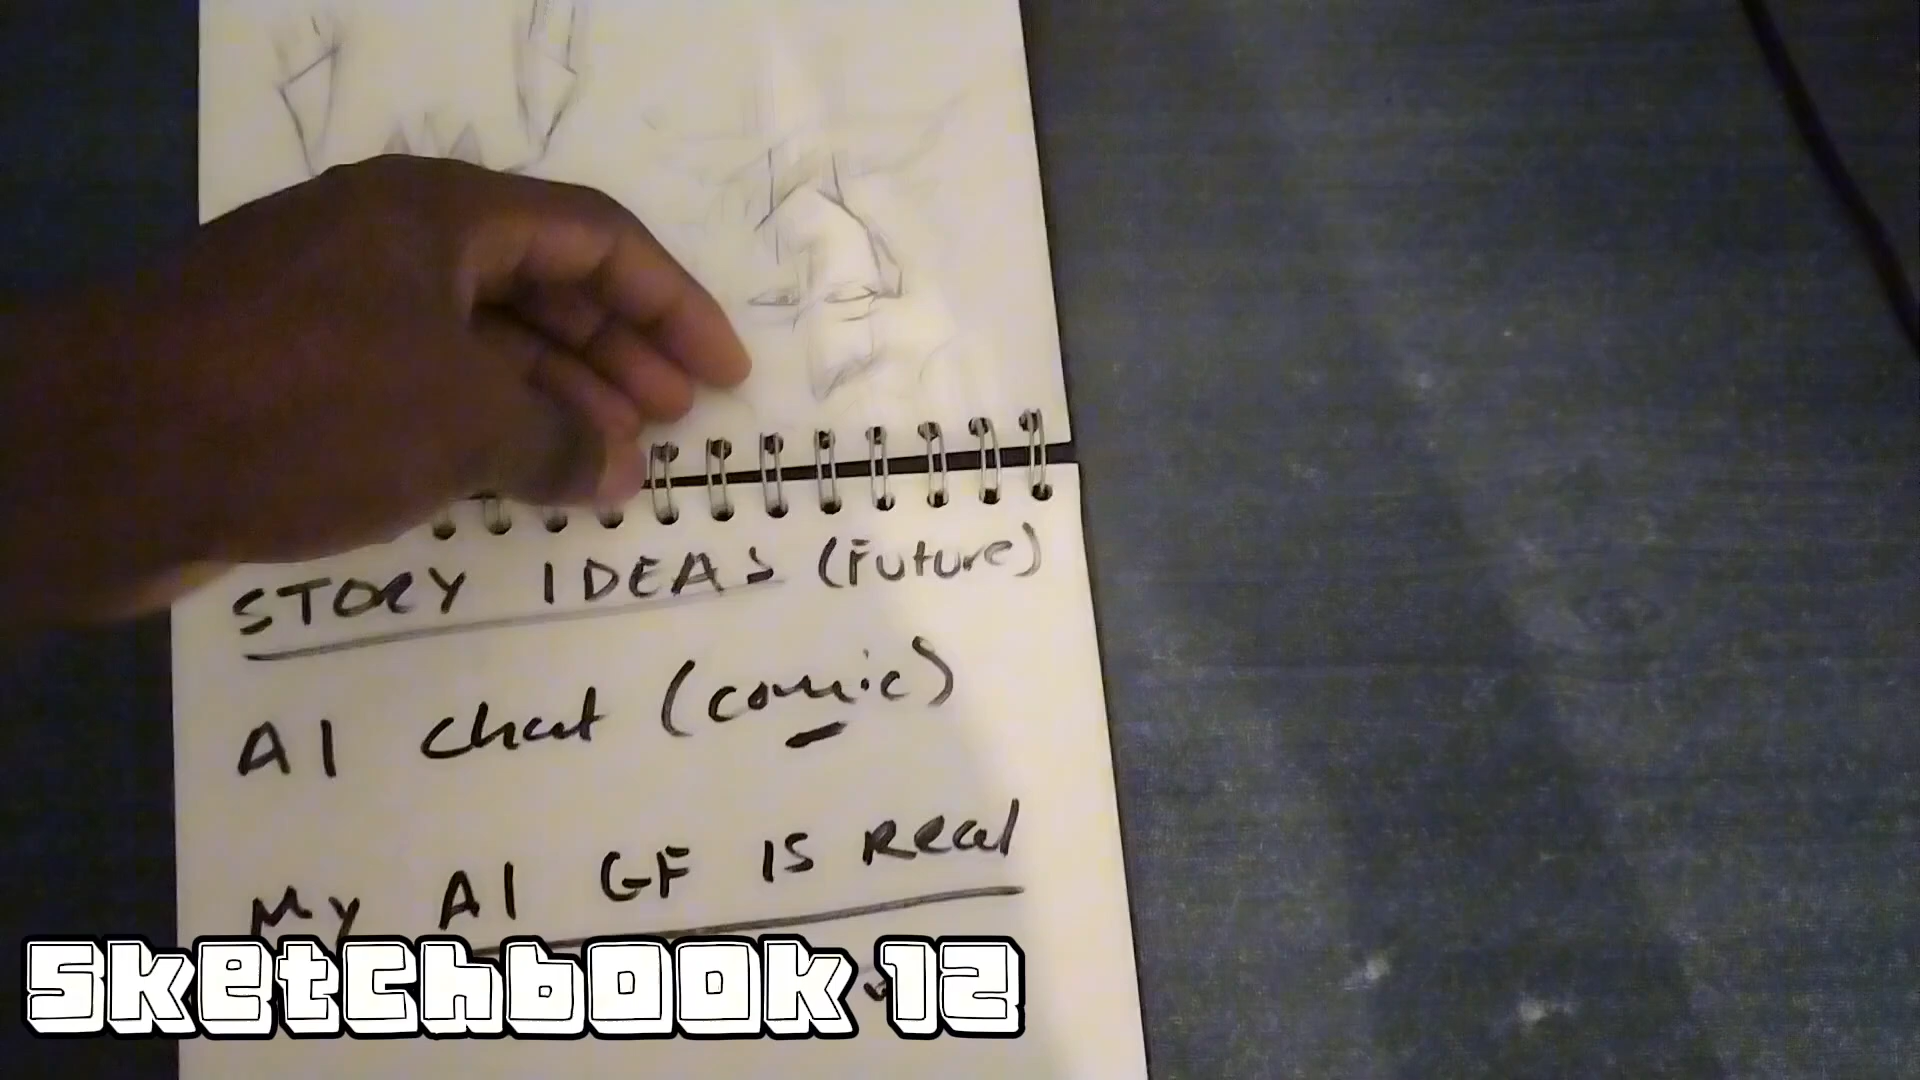 STORY IDEAS (Future)
AI chat (comic)
My AI GF IS Real
Sketchbook 12